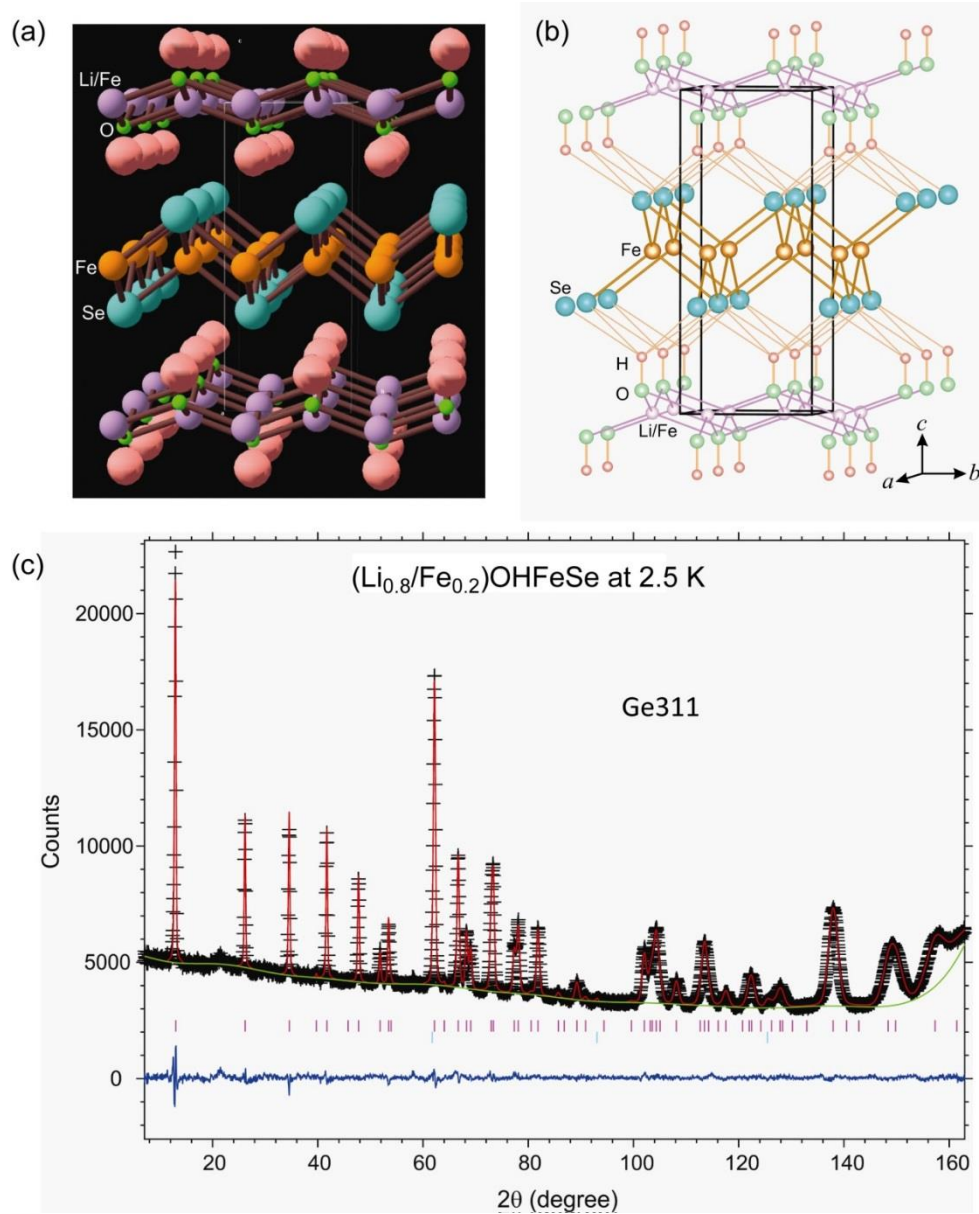 (a)
Li/Fe
O
Fe
Se
c
(b)
Fe
Se
H
O
Li/Fe
c
a
b
(c)
(Li0.8/Fe0.2)OHFeSe at 2.5 K
Ge311
Counts
20000
15000
10000
5000
0
20 40 60 80 100 120 140 160
2θ (degree)